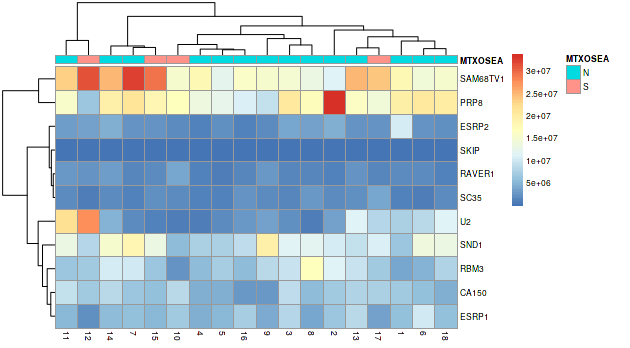 MTXOSEA
SAM68TV1
PRP8
ESRP2
SKIP
RAVER1
SC35
U2
SND1
RBM3
CA150
ESRP1
11 12 14 7 15 10 4 5 16 9 3 8 2 13 17 1 6 18
3e+07
2.5e+07
2e+07
1.5e+07
1e+07
5e+06
MTXOSEA
N
S